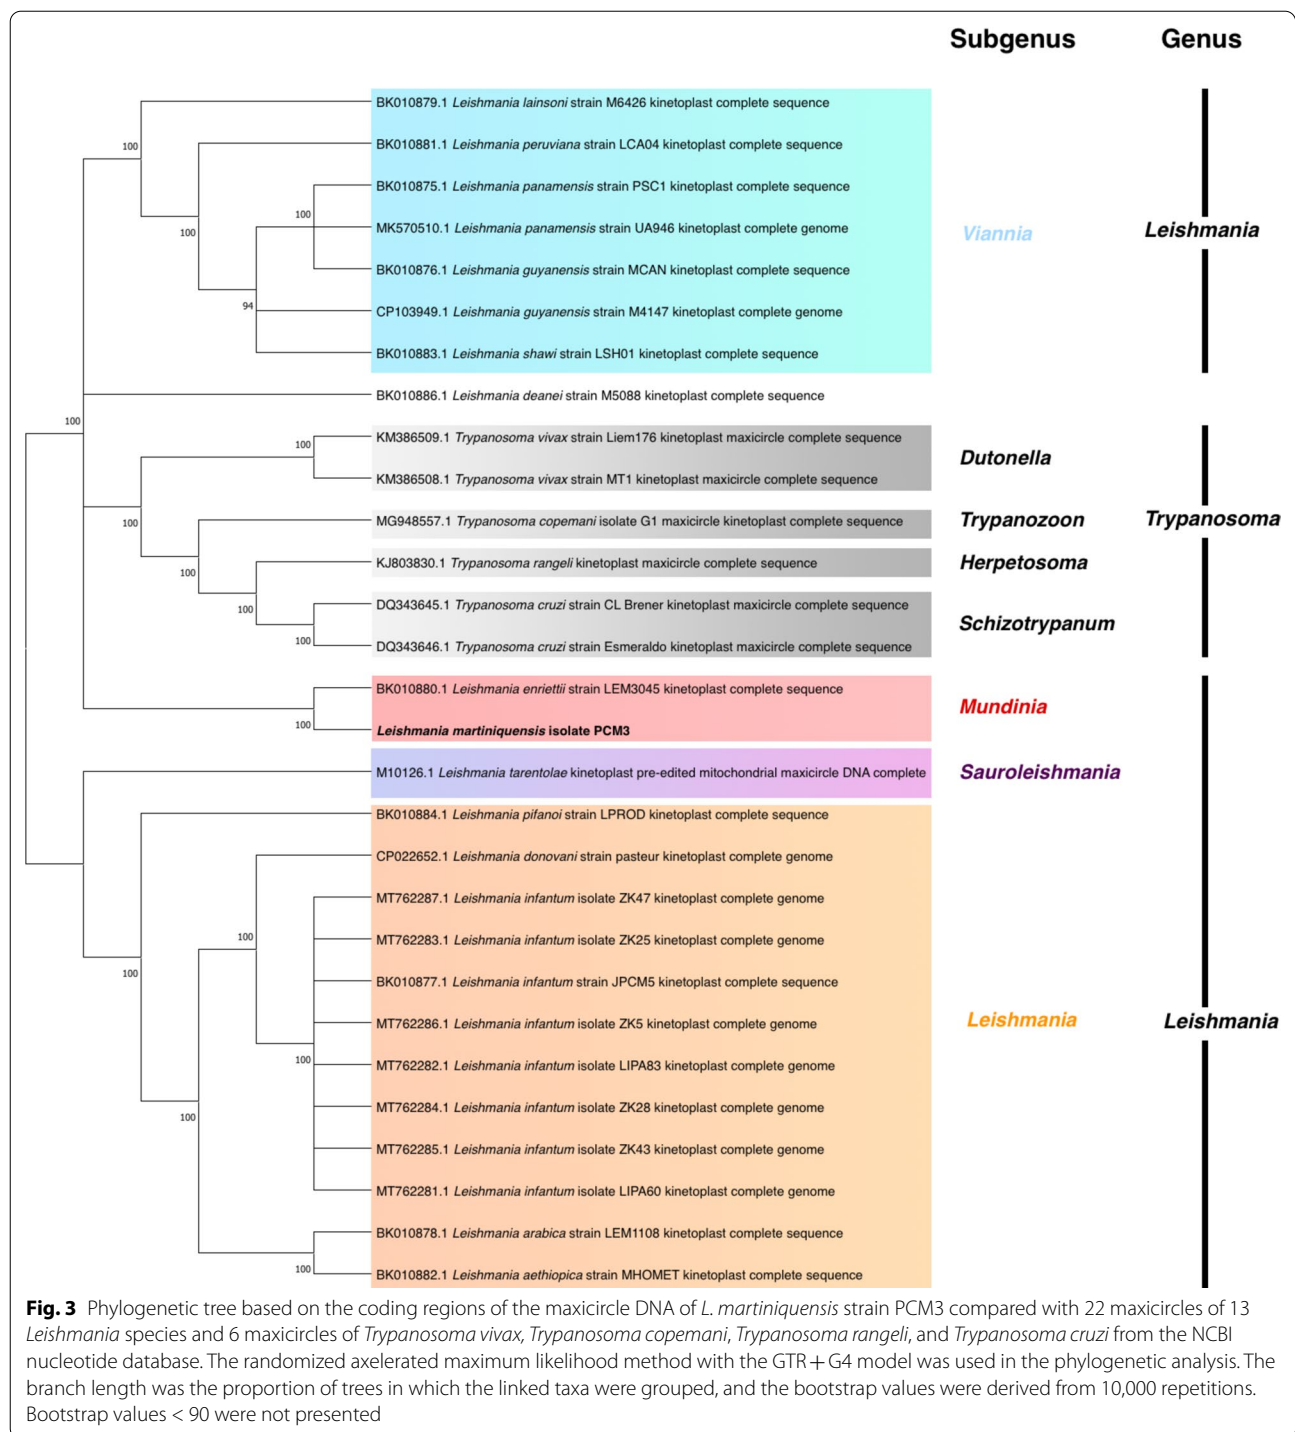 Subgenus Genus
BK010879.1 Leishmania lainsoni strain M6426 kinetoplast complete sequence
100
BK010881.1 Leishmania peruviana strain LCA04 kinetoplast complete sequence
BK010875.1 Leishmania panamensis strain PSC1 kinetoplast complete sequence
100
MK570510.1 Leishmania panamensis strain UA946 kinetoplast complete genome
100
Viannia
Leishmania
BK010876.1 Leishmania guyanensis strain MCAN kinetoplast complete sequence
94
CP103949.1 Leishmania guyanensis strain M4147 kinetoplast complete genome
BK010883.1 Leishmania shawi strain LSH01 kinetoplast complete sequence
BK010886.1 Leishmania deanei strain M5088 kinetoplast complete sequence
100
KM386509.1 Trypanosoma vivax strain Liem176 kinetoplast maxicircle complete sequence
100
Dutonella
KM386508.1 Trypanosoma vivax strain MT1 kinetoplast maxicircle complete sequence
100
MG948557.1 Trypanosoma copemani isolate G1 maxicircle kinetoplast complete sequence
Trypanozoon
Trypanosoma
KJ803830.1 Trypanosoma rangeli kinetoplast maxicircle complete sequence
Herpetosoma
100
DQ343645.1 Trypanosoma cruzi strain CL Brener kinetoplast maxicircle complete sequence
100
Schizotrypanum
100
DQ343646.1 Trypanosoma cruzi strain Esmeraldo kinetoplast maxicircle complete sequence
BK010880.1 Leishmania enriettii strain LEM3045 kinetoplast complete sequence
Mundinia
100
Leishmania martiniquensis isolate PCM3
M10126.1 Leishmania tarentolae kinetoplast pre-edited mitochondrial maxicircle DNA complete
Sauroleishmania
BK010884.1 Leishmania pifanoi strain LPROD kinetoplast complete sequence
CP022652.1 Leishmania donovani strain pasteur kinetoplast complete genome
MT762287.1 Leishmania infantum isolate ZK47 kinetoplast complete genome
100
MT762283.1 Leishmania infantum isolate ZK25 kinetoplast complete genome
100
BK010877.1 Leishmania infantum strain JPCM5 kinetoplast complete sequence
MT762286.1 Leishmania infantum isolate ZK5 kinetoplast complete genome
Leishmania
Leishmania
100
MT762282.1 Leishmania infantum isolate LIPA83 kinetoplast complete genome
MT762284.1 Leishmania infantum isolate ZK28 kinetoplast complete genome
100
MT762285.1 Leishmania infantum isolate ZK43 kinetoplast complete genome
MT762281.1 Leishmania infantum isolate LIPA60 kinetoplast complete genome
BK010878.1 Leishmania arabica strain LEM1108 kinetoplast complete sequence
100
BK010882.1 Leishmania aethiopica strain MHOMET kinetoplast complete sequence
Fig. 3 Phylogenetic tree based on the coding regions of the maxicircle DNA of L. martiniquensis strain PCM3 compared with 22 maxicircles of 13
Leishmania species and 6 maxicircles of Trypanosoma vivax, Trypanosoma copemani, Trypanosoma rangeli, and Trypanosoma cruzi from the NCBI
nucleotide database. The randomized axelerated maximum likelihood method with the GTR + G4 model was used in the phylogenetic analysis. The
branch length was the proportion of trees in which the linked taxa were grouped, and the bootstrap values were derived from 10,000 repetitions.
Bootstrap values < 90 were not presented